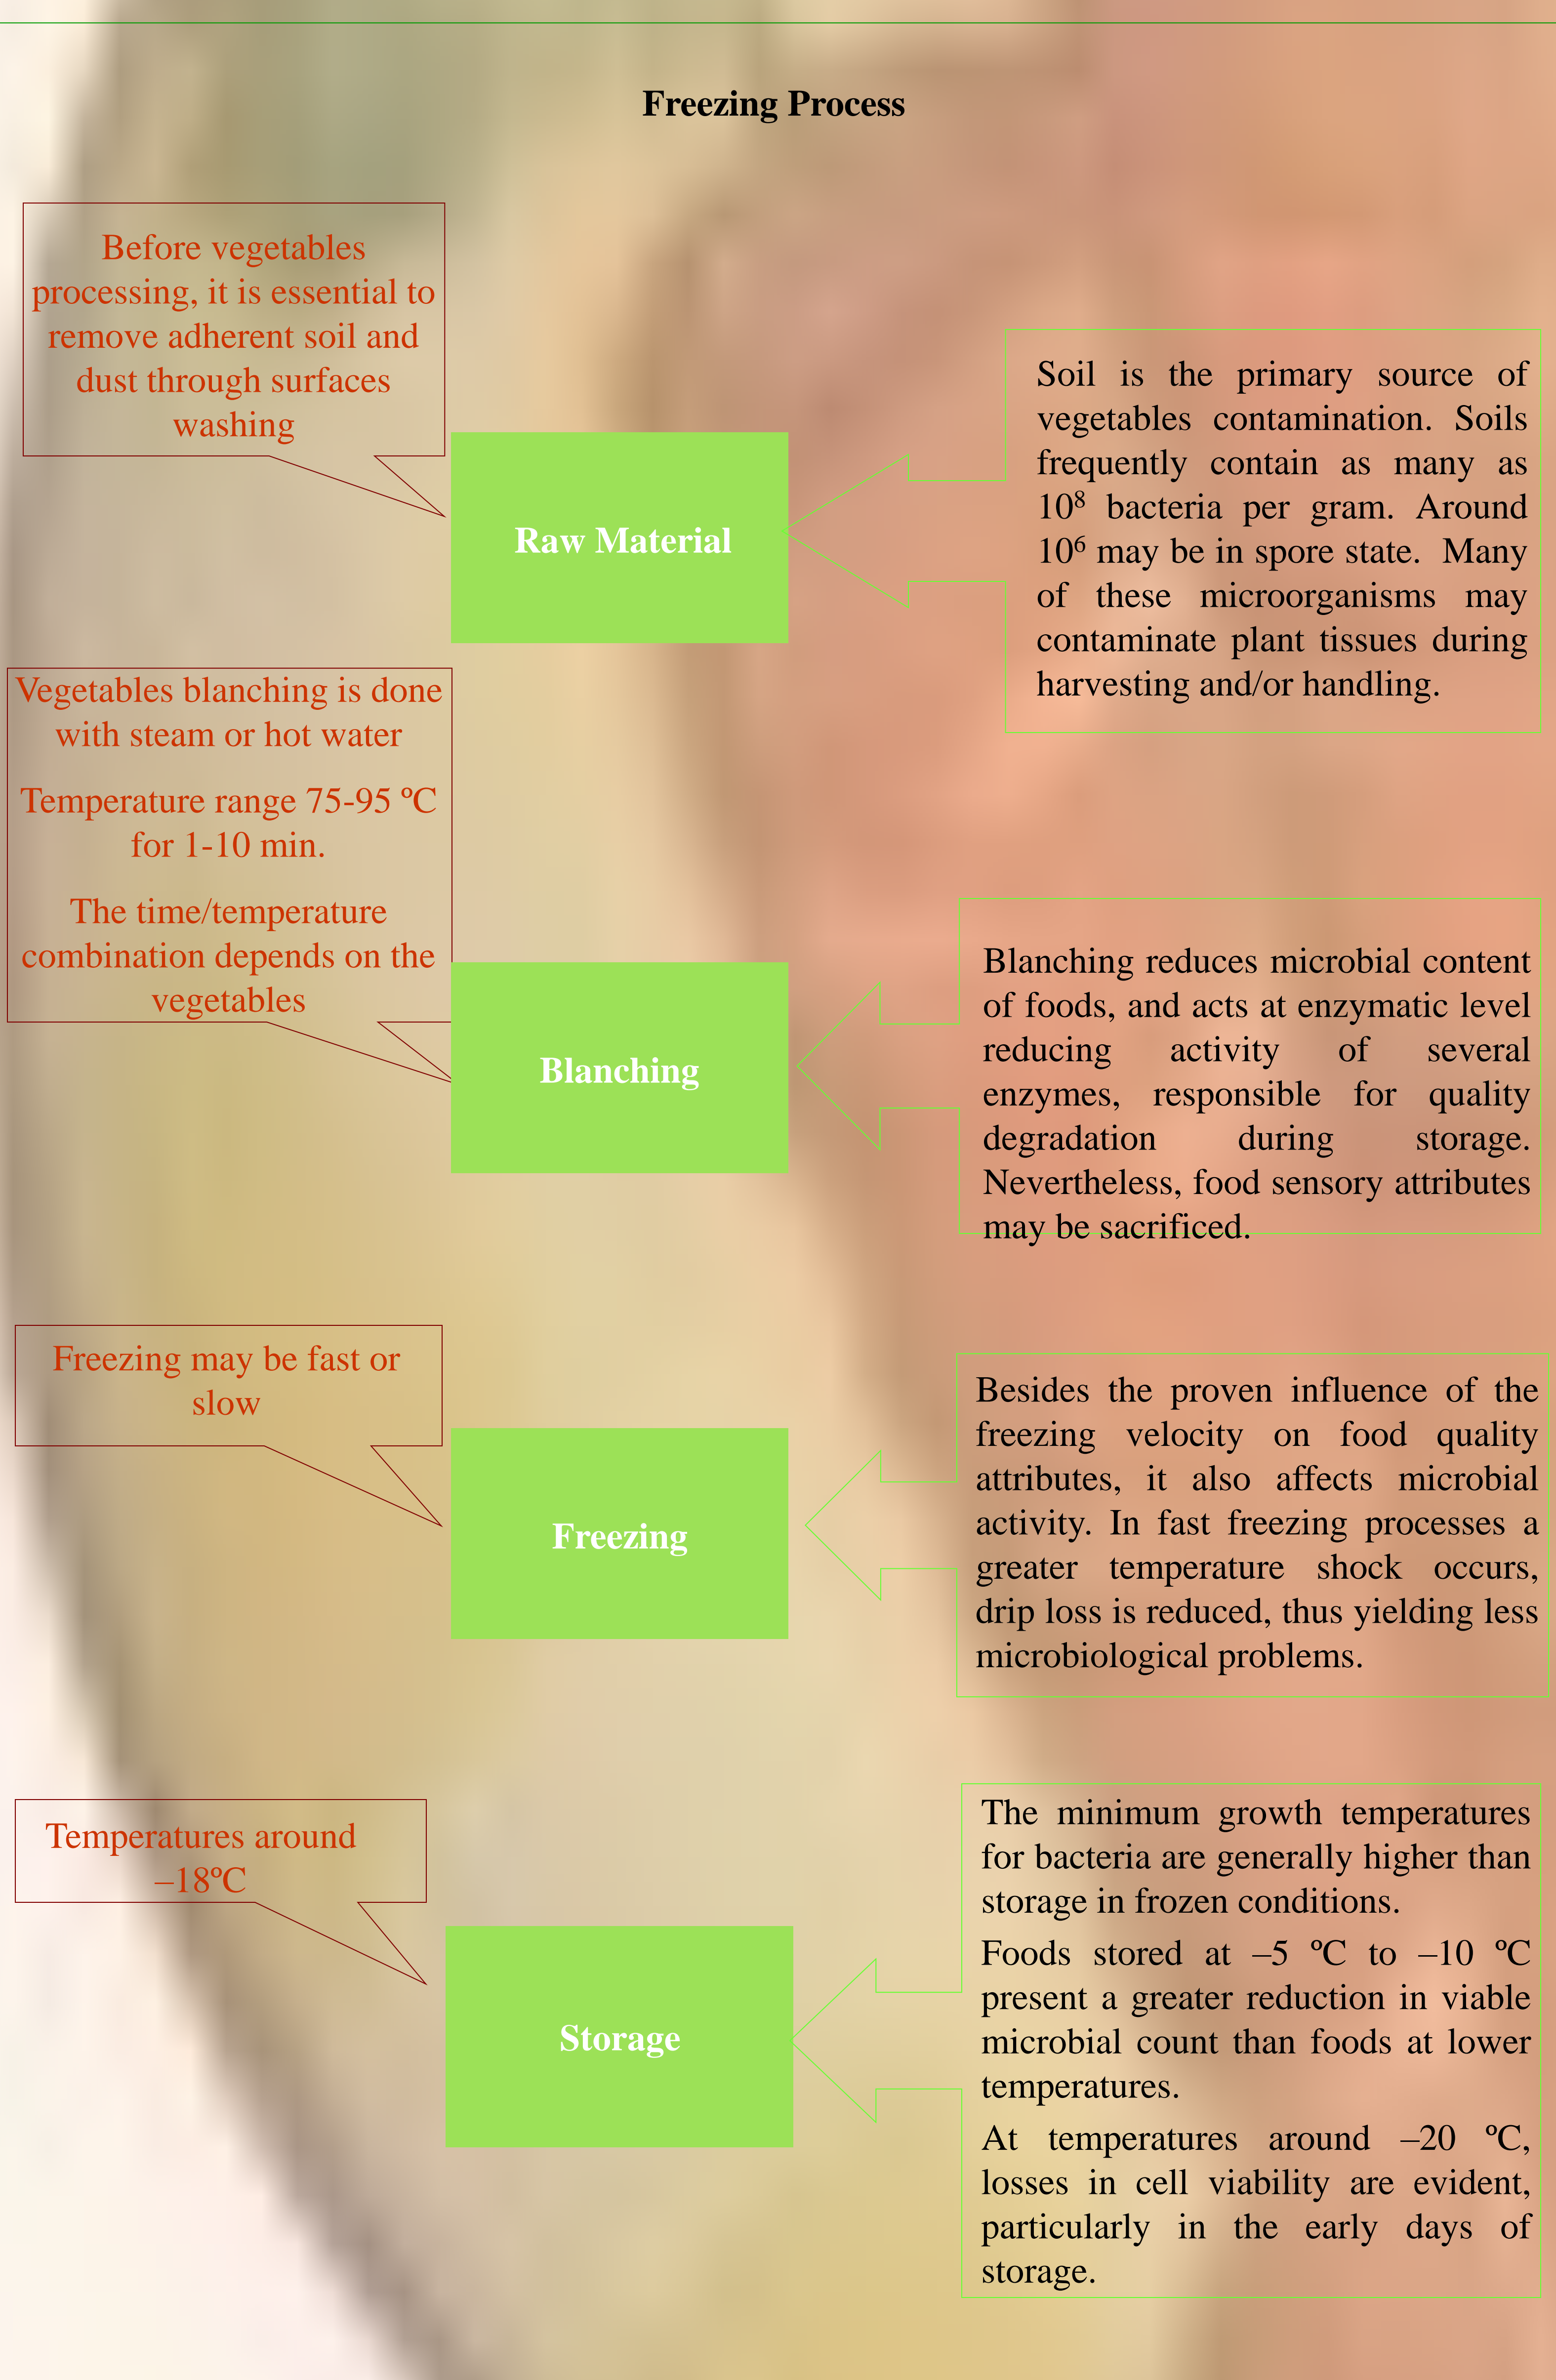 Freezing Process
Before vegetables
processing, it is essential to
remove adherent soil and
dust through surfaces
washing
Raw Material
Soil is the primary source of
vegetables contamination. Soils
frequently contain as many as
10⁸ bacteria per gram. Around
10⁶ may be in spore state. Many
of these microorganisms may
contaminate plant tissues during
harvesting and/or handling.
Vegetables blanching is done
with steam or hot water
Temperature range 75-95 ºC
for 1-10 min.
The time/temperature
combination depends on the
vegetables
Blanching
Blanching reduces microbial content
of foods, and acts at enzymatic level
reducing activity of several
enzymes, responsible for quality
degradation during storage.
Nevertheless, food sensory attributes
may be sacrificed.
Freezing may be fast or
slow
Freezing
Besides the proven influence of the
freezing velocity on food quality
attributes, it also affects microbial
activity. In fast freezing processes a
greater temperature shock occurs,
drip loss is reduced, thus yielding less
microbiological problems.
Temperatures around
–18ºC
Storage
The minimum growth temperatures
for bacteria are generally higher than
storage in frozen conditions.
Foods stored at –5 ºC to –10 ºC
present a greater reduction in viable
microbial count than foods at lower
temperatures.
At temperatures around –20 ºC,
losses in cell viability are evident,
particularly in the early days of
storage.